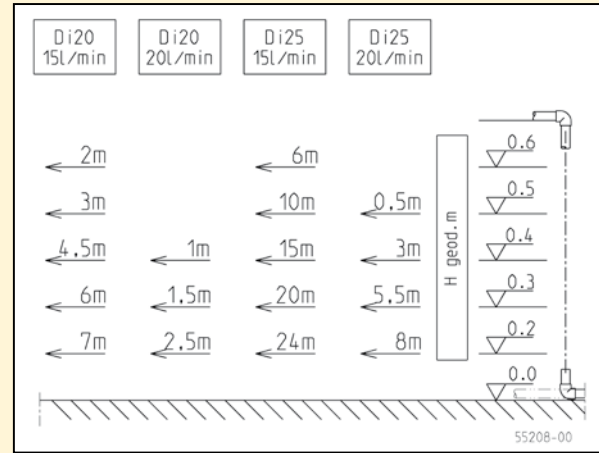 Di20 Di20 Di25 Di25
15l/min 20l/min 15l/min 20l/min
0.6
2m 6m
0.5
3m 10m 0.5m
0.4
4.5m 1m 15m 3m
0.3
6m 1.5m 20m 5.5m
0.2
7m 2.5m 24m 8m
H geod.m
0.0
55208-00